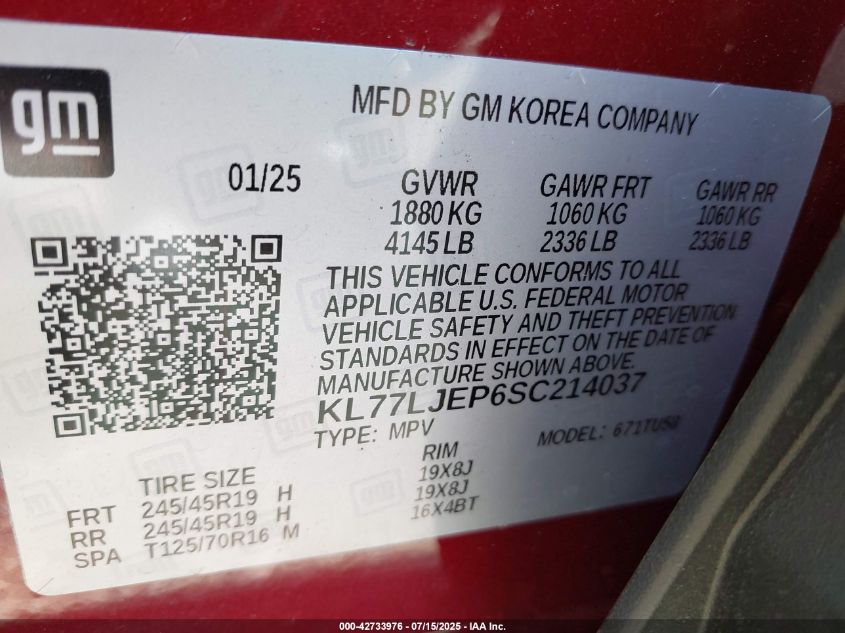 gm
MFD BY GM KOREA COMPANY
01/25
GVWR GAWR FRT GAWR RR
1880 KG 1060 KG 1060 KG
4145 LB 2336 LB 2336 LB
THIS VEHICLE CONFORMS TO ALL
APPLICABLE U.S. FEDERAL MOTOR
VEHICLE SAFETY AND THEFT PREVENTION
STANDARDS IN EFFECT ON THE DATE OF
MANUFACTURE SHOWN ABOVE.
KL77LJEP6SC214037
TYPE: MPV MODEL:
TIRE SIZE RIM
FRT 245/45R19 H 19X8J
RR 245/45R19 H 19X8J
SPA T125/70R16 M 16X4BT
000-42733976 - 07/15/2025 - IAA Inc.